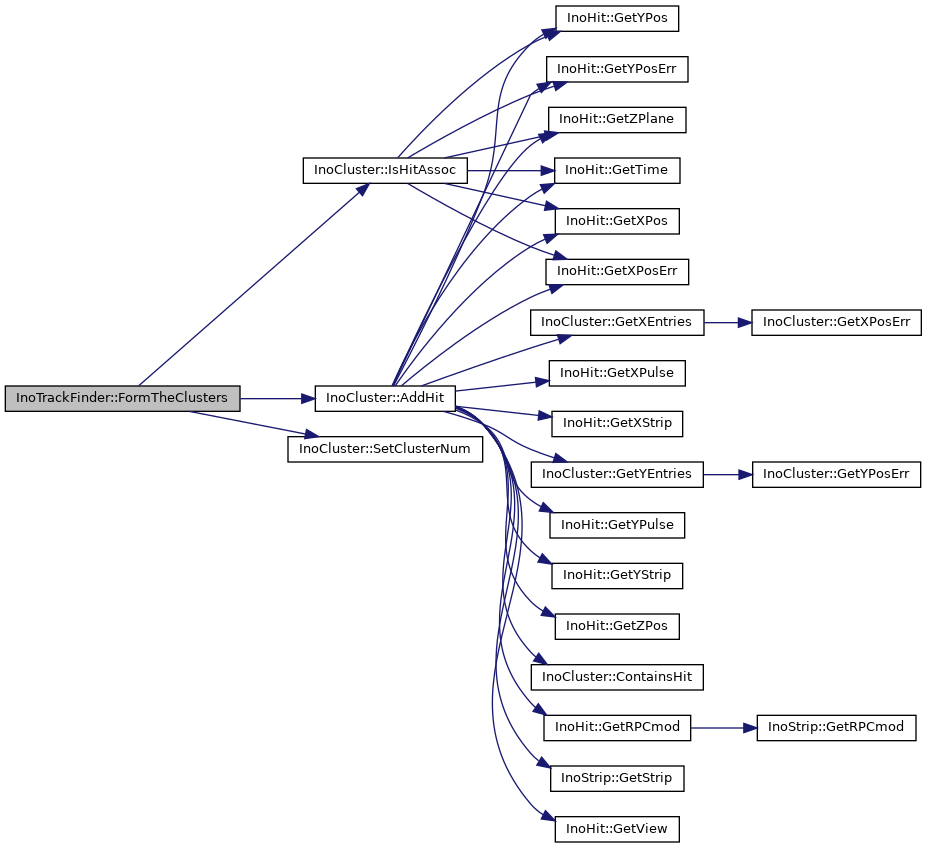 InoHit::GetYPos
InoHit::GetYPosErr
InoHit::GetZPlane
InoCluster::IsHitAssoc
InoHit::GetTime
InoHit::GetXPos
InoHit::GetXPosErr
InoCluster::GetXEntries
InoCluster::GetXPosErr
InoHit::GetXPulse
InoTrackFinder::FormTheClusters
InoCluster::AddHit
InoHit::GetXStrip
InoCluster::SetClusterNum
InoCluster::GetYEntries
InoCluster::GetYPosErr
InoHit::GetYPulse
InoHit::GetYStrip
InoHit::GetZPos
InoCluster::ContainsHit
InoHit::GetRPCmod
InoStrip::GetRPCmod
InoStrip::GetStrip
InoHit::GetView